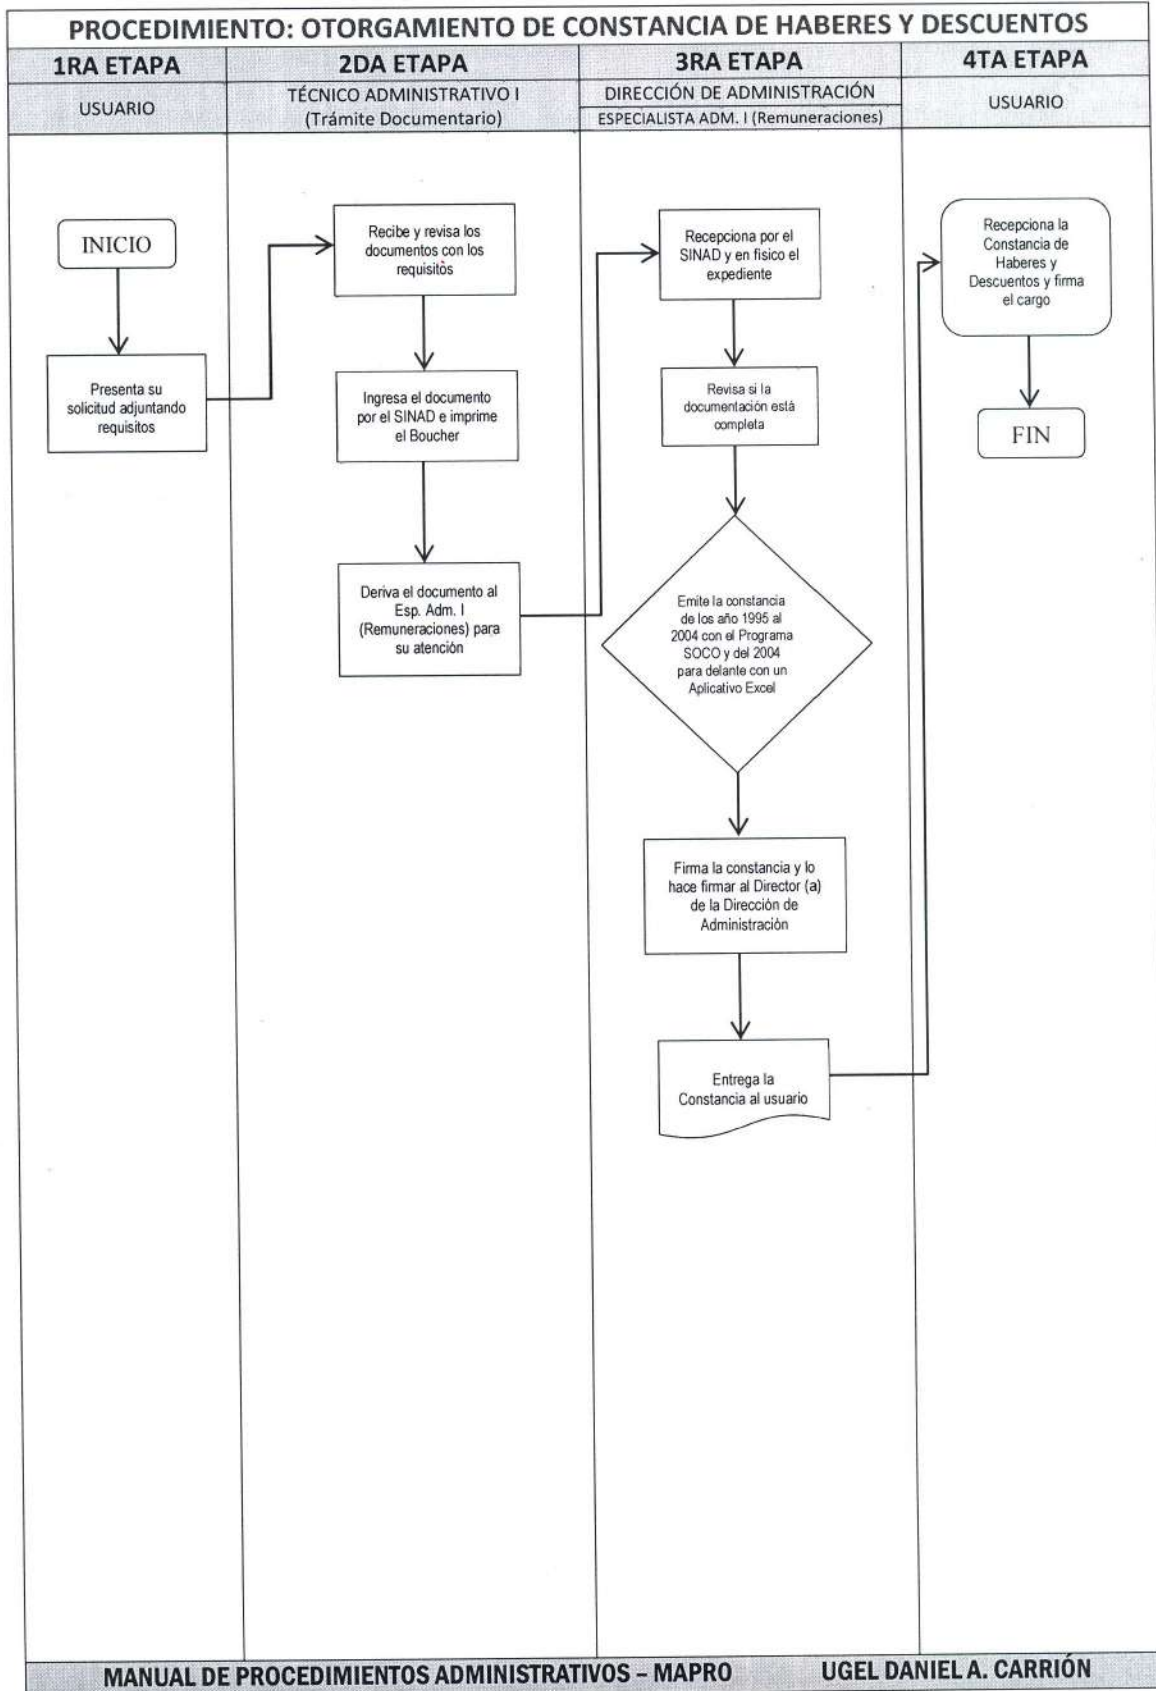 PROCEDIMIENTO: OTORGAMIENTO DE CONSTANCIA DE HABERES Y DESCUENTOS
1RA ETAPA
2DA ETAPA
3RA ETAPA
4TA ETAPA
USUARIO
TÉCNICO ADMINISTRATIVO I
(Trámite Documentario)
DIRECCIÓN DE ADMINISTRACIÓN
ESPECIALISTA ADM. I (Remuneraciones)
USUARIO
INICIO
Presenta su
solicitud adjuntando
requisitos
Recibe y revisa los
documentos con los
requisitos
Ingresa el documento
por el SINAD e imprime
el Boucher
Deriva el documento al
Esp. Adm. I
(Remuneraciones) para
su atención
Recepciona por el
SINAD y en fisico el
expediente
Revisa si la
documentación está
completa
Emite la constancia
de los año 1995 al
2004 con el Programa
SOCO y del 2004
para delante con un
Aplicativo Excel
Firma la constancia y lo
hace firmar al Director (a)
de la Dirección de
Administración
Entrega la
Constancia al usuario
Recepciona la
Constancia de
Haberes y
Descuentos y firma
el cargo
FIN
MANUAL DE PROCEDIMIENTOS ADMINISTRATIVOS – MAPRO UGEL DANIEL A. CARRIÓN